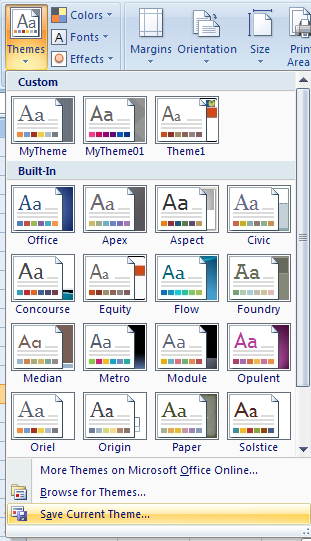 Aa
Themes
Colors
A Fonts
Effects
Margins
Orientation
Size
Print
Area
Custom
Aa Aa Aa
MyTheme MyTheme01 Theme1
Built-In
Aa Aa Aa Aa
Office Apex Aspect Civic
Aa Aa Aa Aa
Concourse Equity Flow Foundry
Aa Aa Aa Aa
Median Metro Module Opulent
Aa Aa Aa Aa
Oriel Origin Paper Solstice
More Themes on Microsoft Office Online...
Browse for Themes...
Save Current Theme...